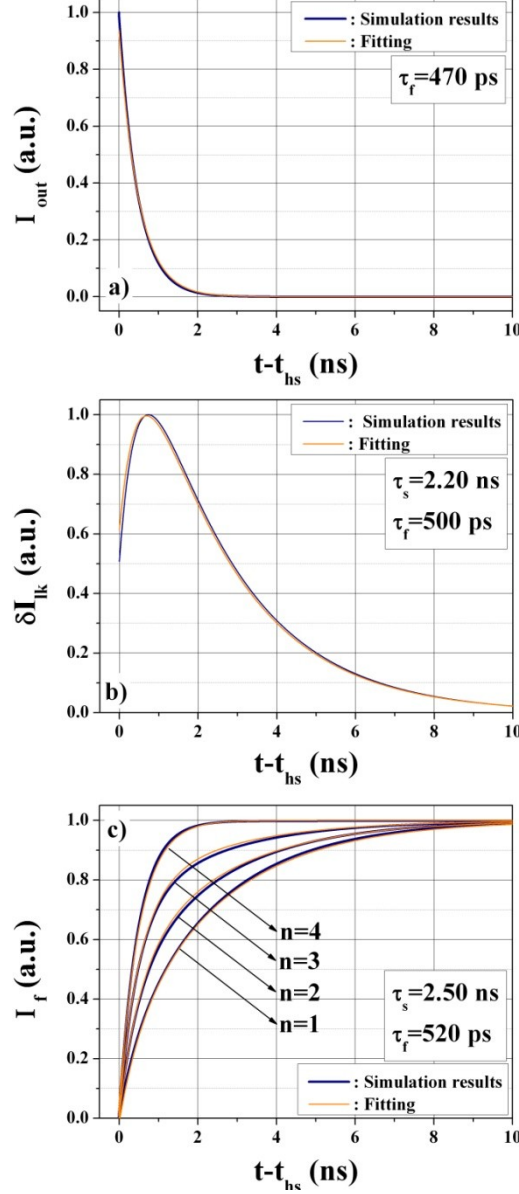 1.0
: Simulation results
: Fitting
τf=470 ps
0.8
0.6
0.4
0.2
0.0
Iout (a.u.)
a)
0 2 4 6 8 10
t-ths (ns)
1.0
: Simulation results
: Fitting
τs=2.20 ns
τf=500 ps
0.8
0.6
0.4
0.2
0.0
δIlk (a.u.)
b)
0 2 4 6 8 10
t-ths (ns)
c)
1.0
0.8
0.6
0.4
0.2
0.0
If (a.u.)
n=4
n=3
n=2
n=1
τs=2.50 ns
τf=520 ps
: Simulation results
: Fitting
0 2 4 6 8 10
t-ths (ns)